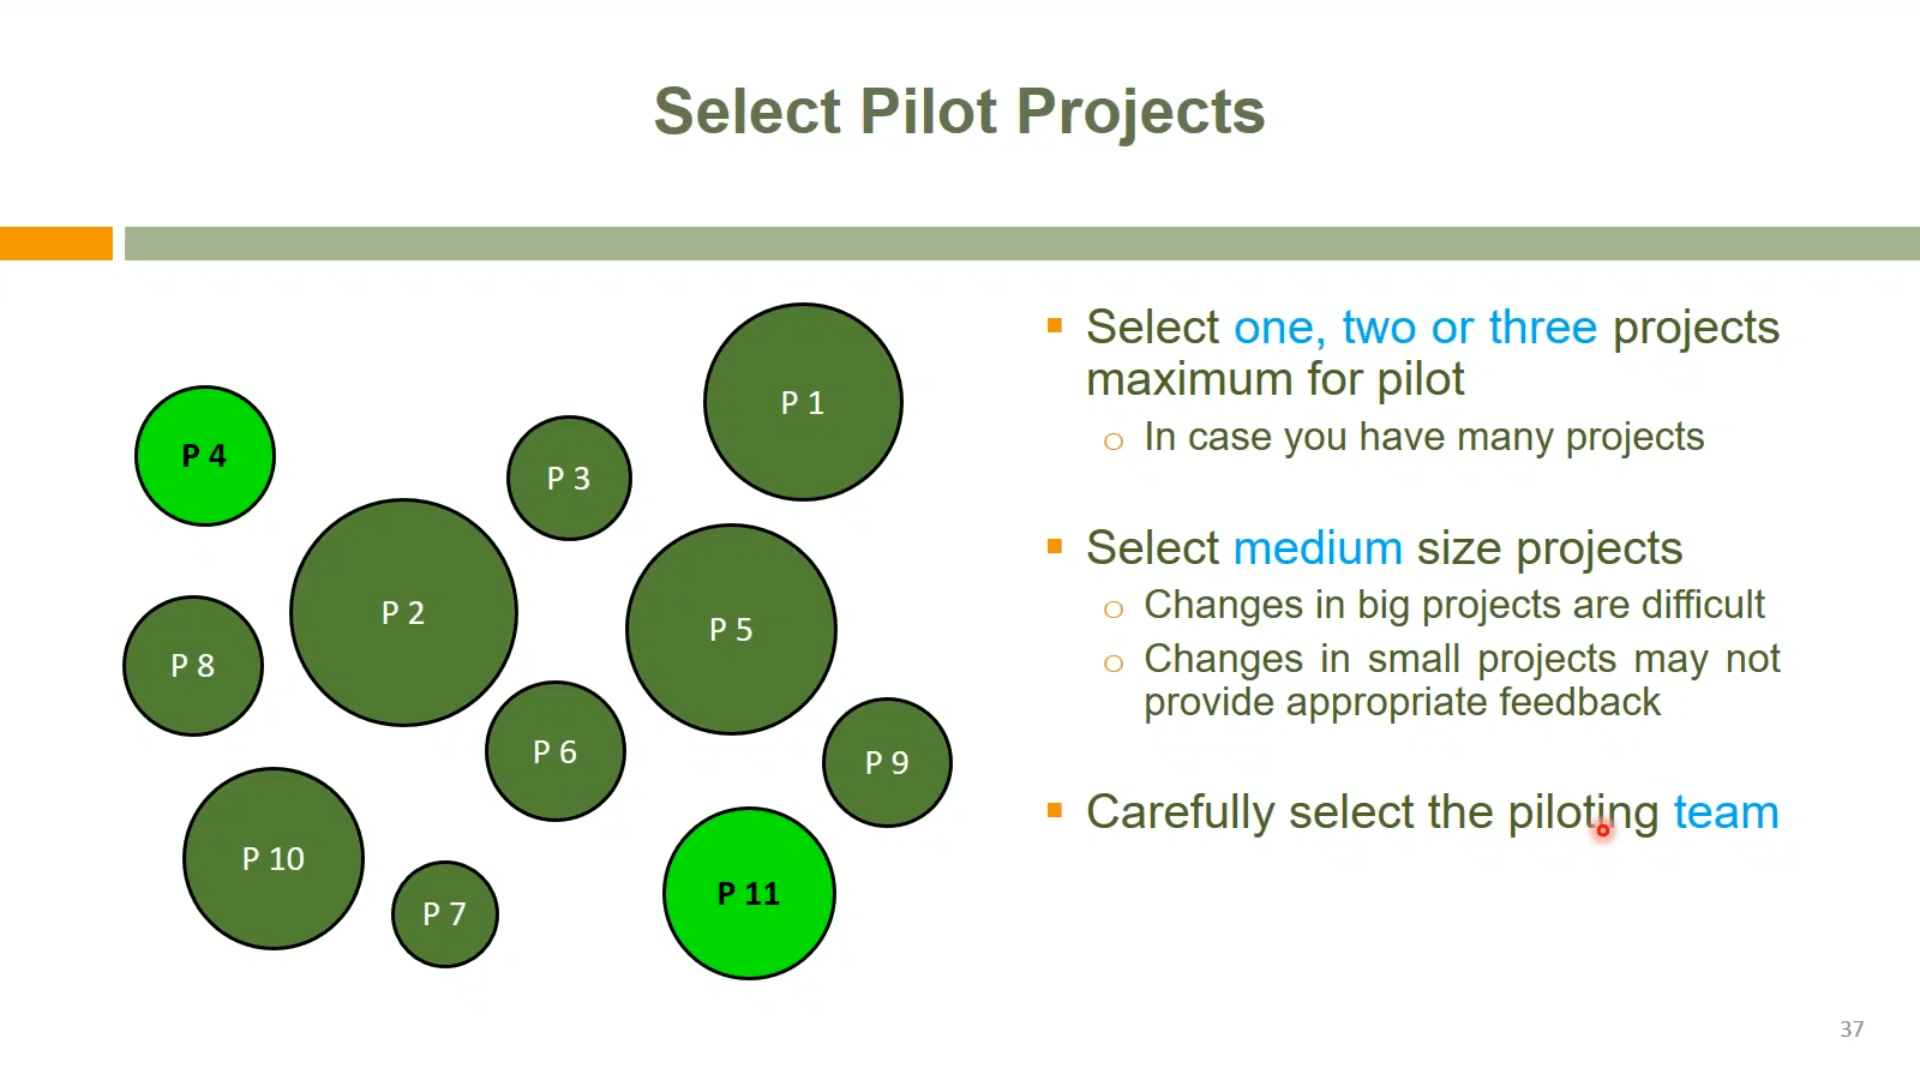 Select Pilot Projects
P 1
P 4
P 3
P 2
P 5
P 8
P 6
P 9
P 10
P 11
P 7
Select one, two or three projects
maximum for pilot
In case you have many projects
Select medium size projects
Changes in big projects are difficult
Changes in small projects may not
provide appropriate feedback
Carefully select the piloting team
37